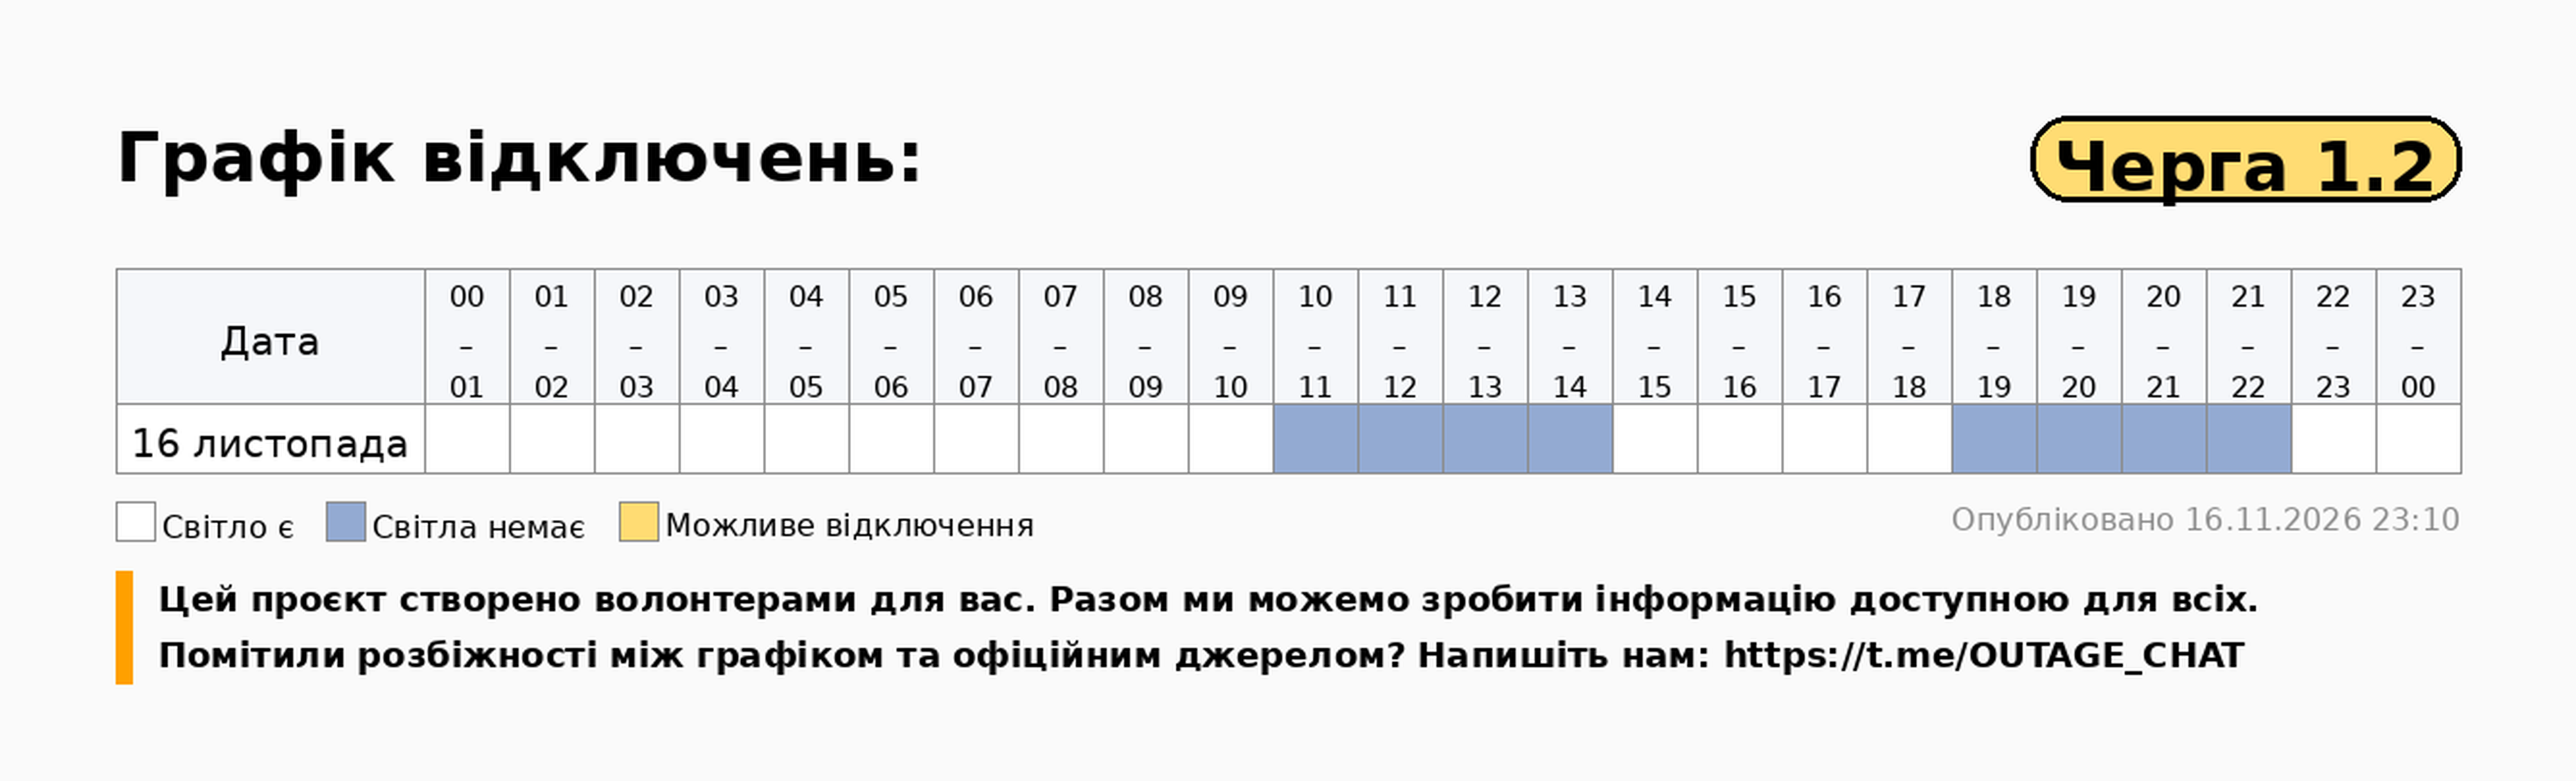 Графік відключень:
Черга 1.2
Дата 00 – 01 01 – 02 02 – 03 03 – 04 04 – 05 05 – 06 06 – 07 07 – 08 08 – 09 09 – 10 10 – 11 11 – 12 12 – 13 13 – 14 14 – 15 15 – 16 16 – 17 17 – 18 18 – 19 19 – 20 20 – 21 21 – 22 22 – 23 23 – 00
16 листопада
Світло є Світла немає Можливе відключення
Опубліковано 16.11.2026 23:10
Цей проєкт створено волонтерами для вас. Разом ми можемо зробити інформацію доступною для всіх.
Помітили розбіжності між графіком та офіційним джерелом? Напишіть нам: https://t.me/OUTAGE_CHAT